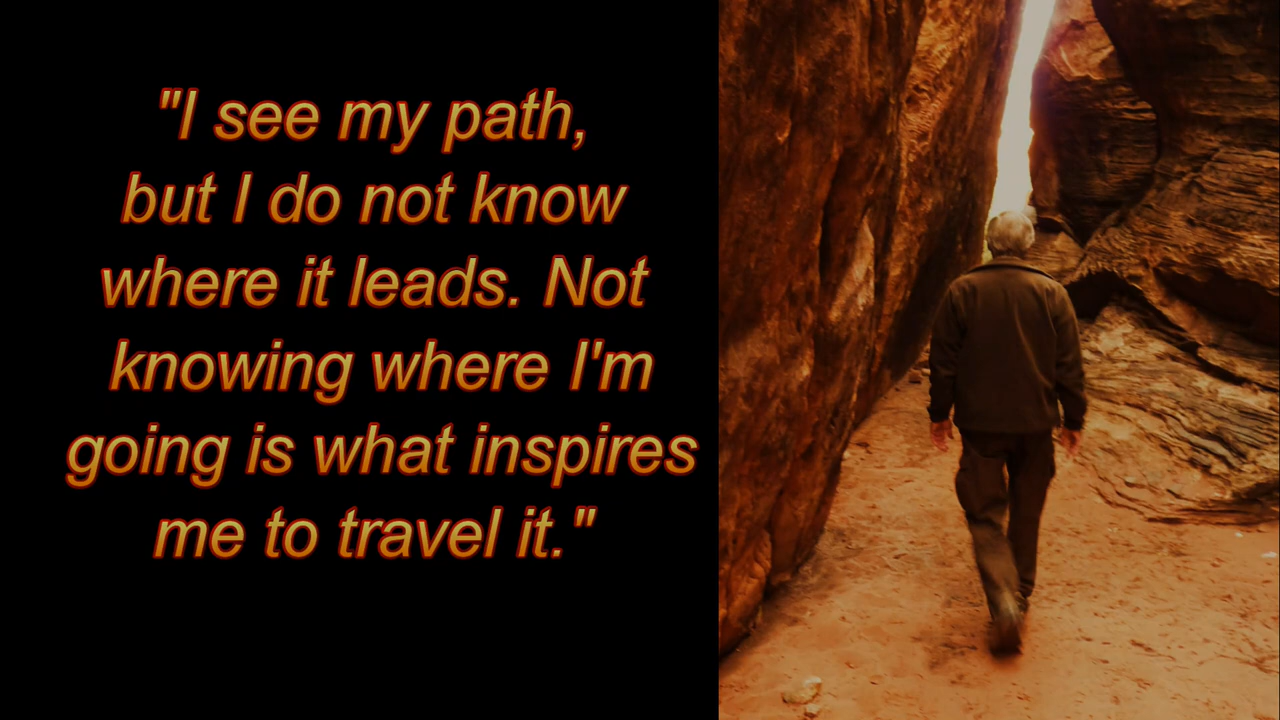 "I see my path,
but I do not know
where it leads. Not
knowing where I'm
going is what inspires
me to travel it."